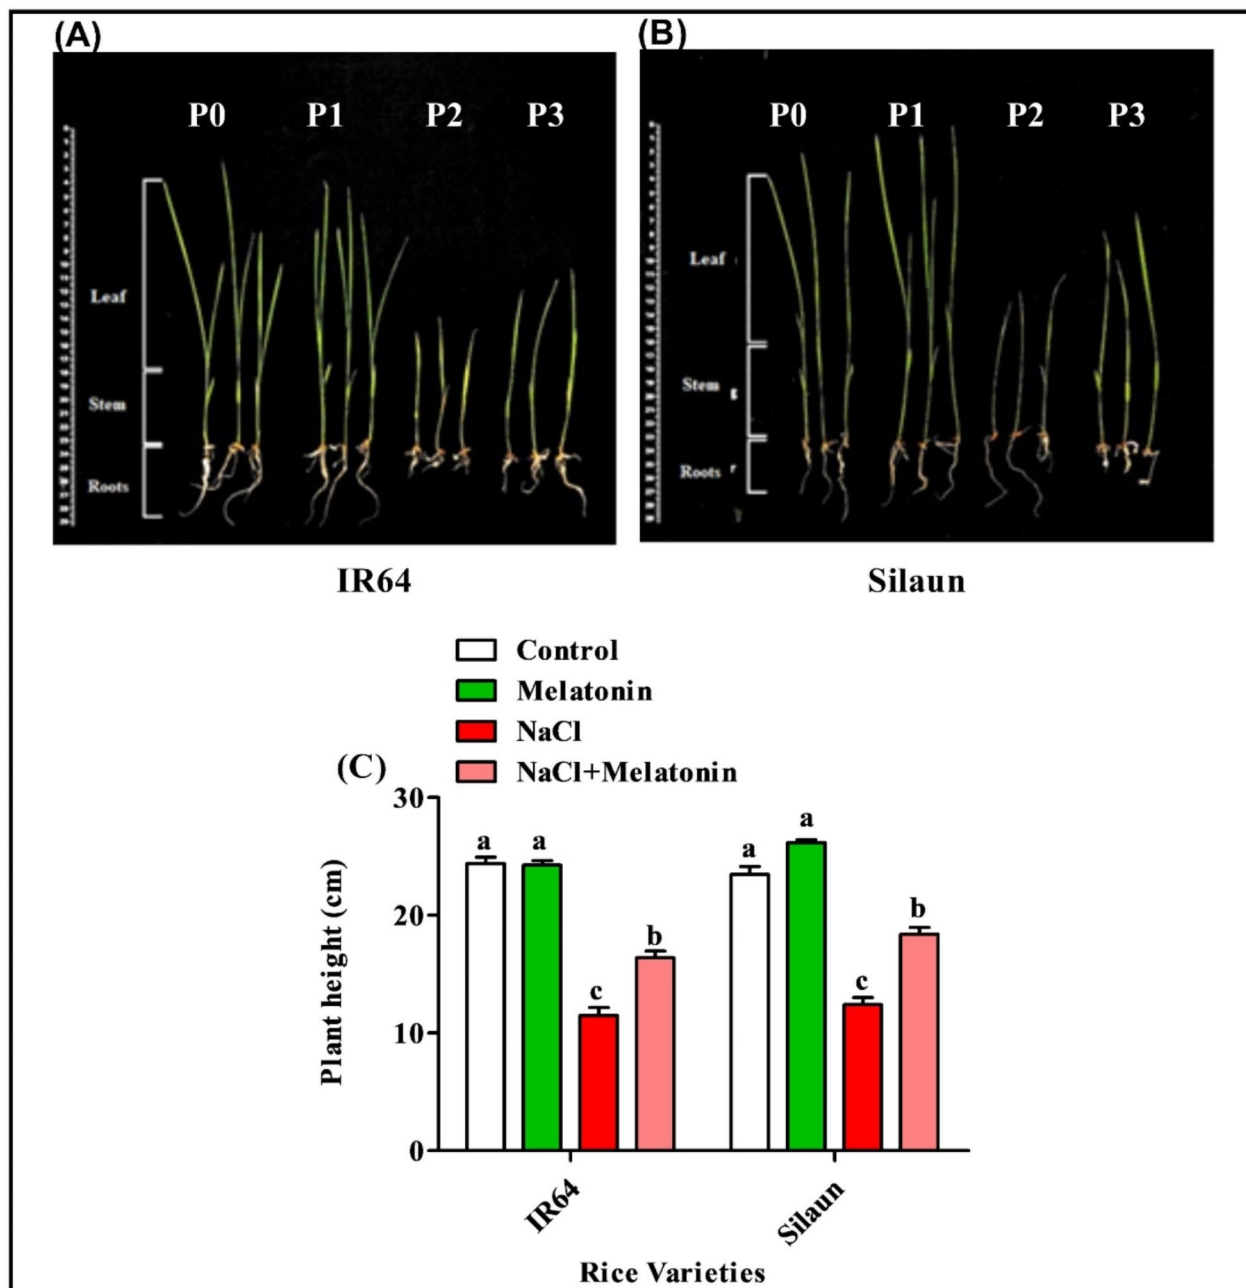 (A)
P0 P1 P2 P3
Leaf
Stem
Roots
IR64
(B)
P0 P1 P2 P3
Leaf
Stem
Roots
Silaun
Control
Melatonin
NaCl
NaCl+Melatonin
(C)
Plant height (cm)
30
20
10
0
a a c b
a a c b
IR64
Silaun
Rice Varieties